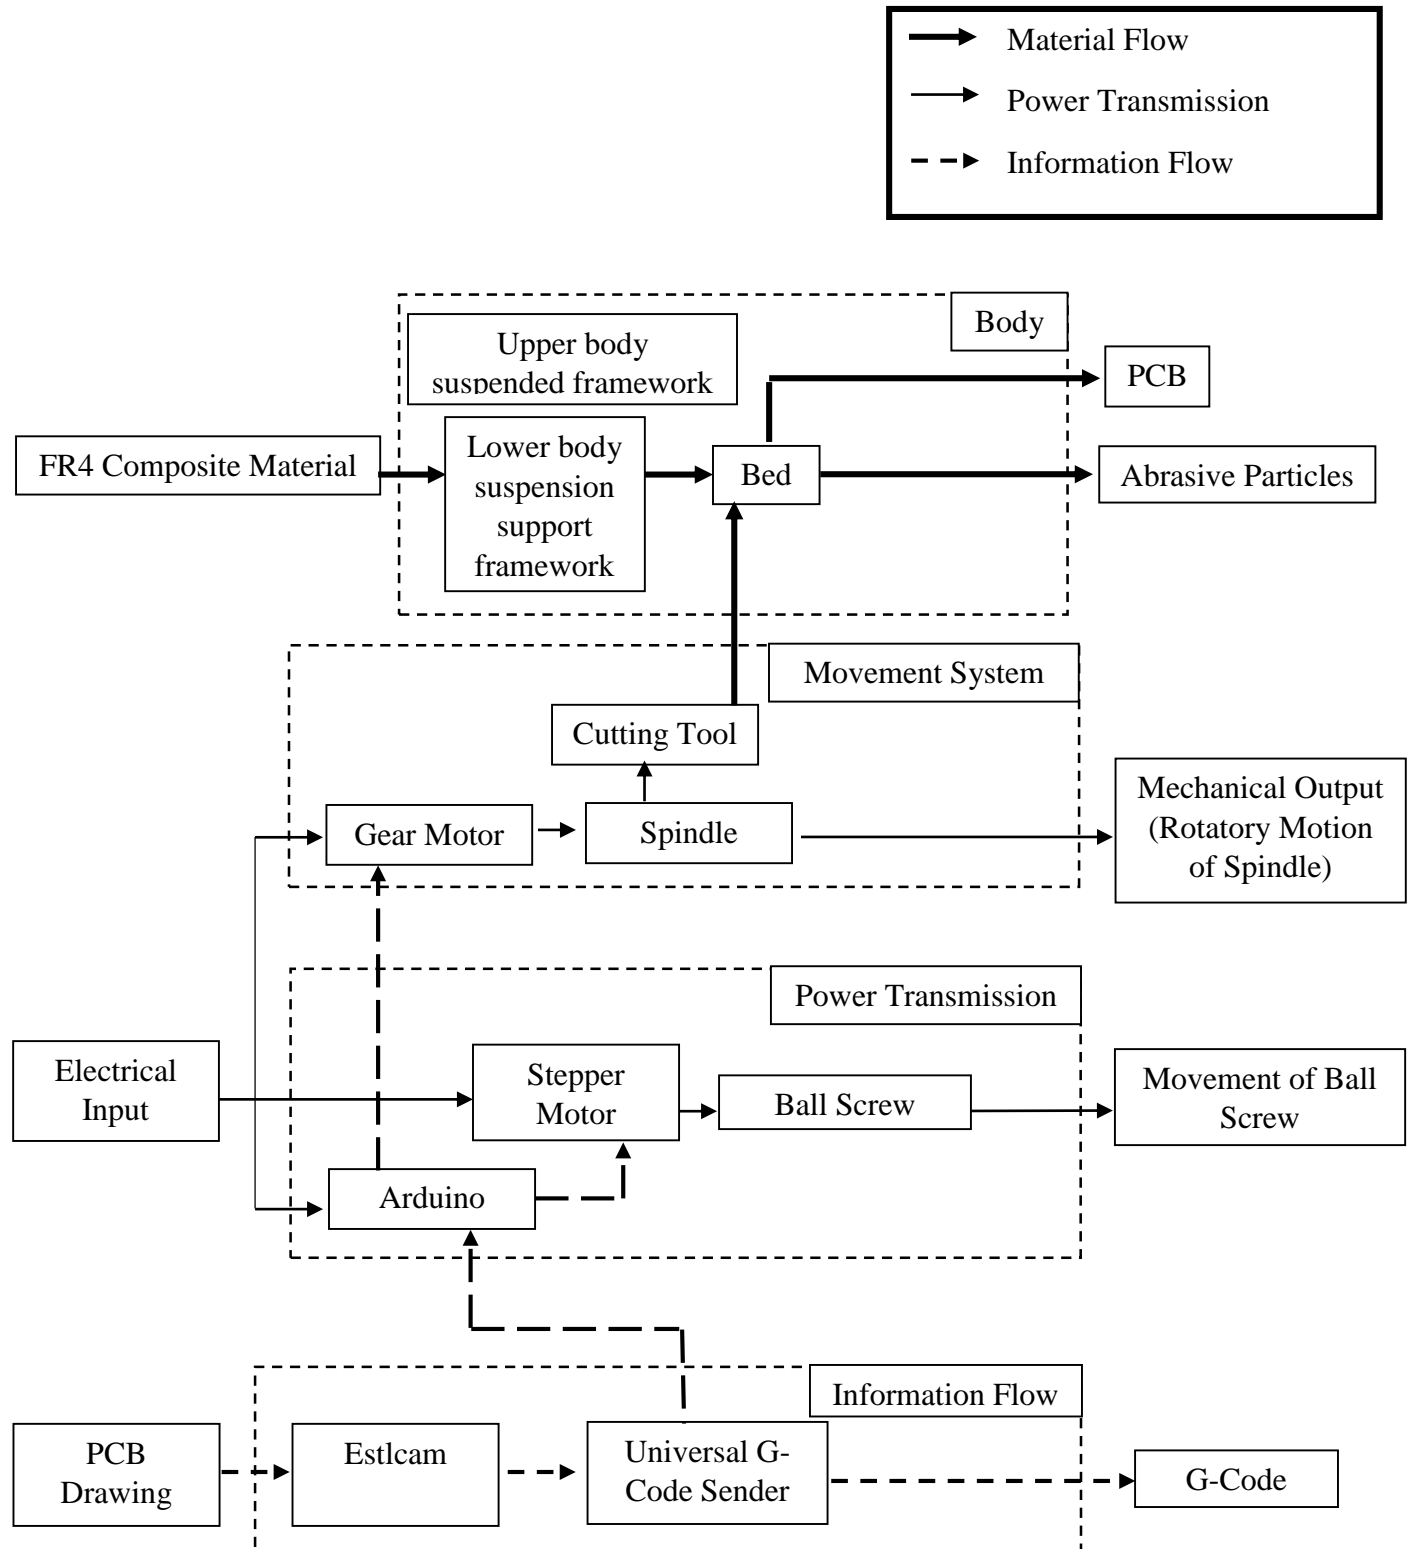 Material Flow
Power Transmission
Information Flow
Body
Upper body
suspended framework
PCB
FR4 Composite Material
Lower body
suspension
support
framework
Bed
Abrasive Particles
Movement System
Cutting Tool
Gear Motor
Spindle
Mechanical Output
(Rotatory Motion
of Spindle)
Power Transmission
Electrical
Input
Stepper
Motor
Ball Screw
Movement of Ball
Screw
Arduino
Information Flow
PCB
Drawing
Estlcam
Universal G-
Code Sender
G-Code